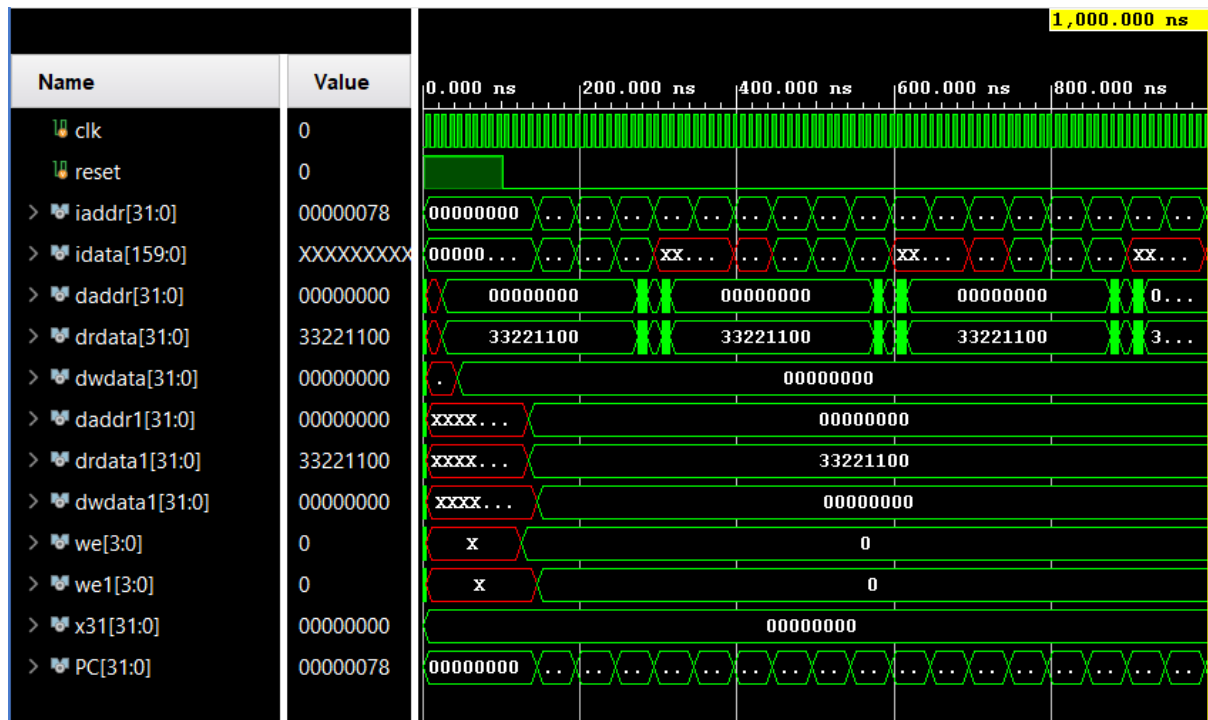 1,000.000 ns
Name Value 0.000 ns 200.000 ns 400.000 ns 600.000 ns 800.000 ns
clk 0
reset 0
> iaddr[31:0] 00000078 00000000 .. .. .. .. .. .. .. .. .. .. .. .. .. .. .. .. ..
> idata[159:0] XXXXXXXXX 00000... .. .. .. .. XX... .. .. .. .. XX... .. .. .. XX...
> daddr[31:0] 00000000 00000000 00000000 00000000 0...
> drdata[31:0] 33221100 33221100 33221100 33221100 3...
> dwdata[31:0] 00000000 . 00000000
> daddr1[31:0] 00000000 XXXX... 00000000
> drdata1[31:0] 33221100 XXXX... 33221100
> dwdata1[31:0] 00000000 XXXX... 00000000
> we[3:0] 0 X 0
> we1[3:0] 0 X 0
> x31[31:0] 00000000 00000000
> PC[31:0] 00000078 00000000 .. .. .. .. .. .. .. .. .. .. .. .. .. .. .. .. ..